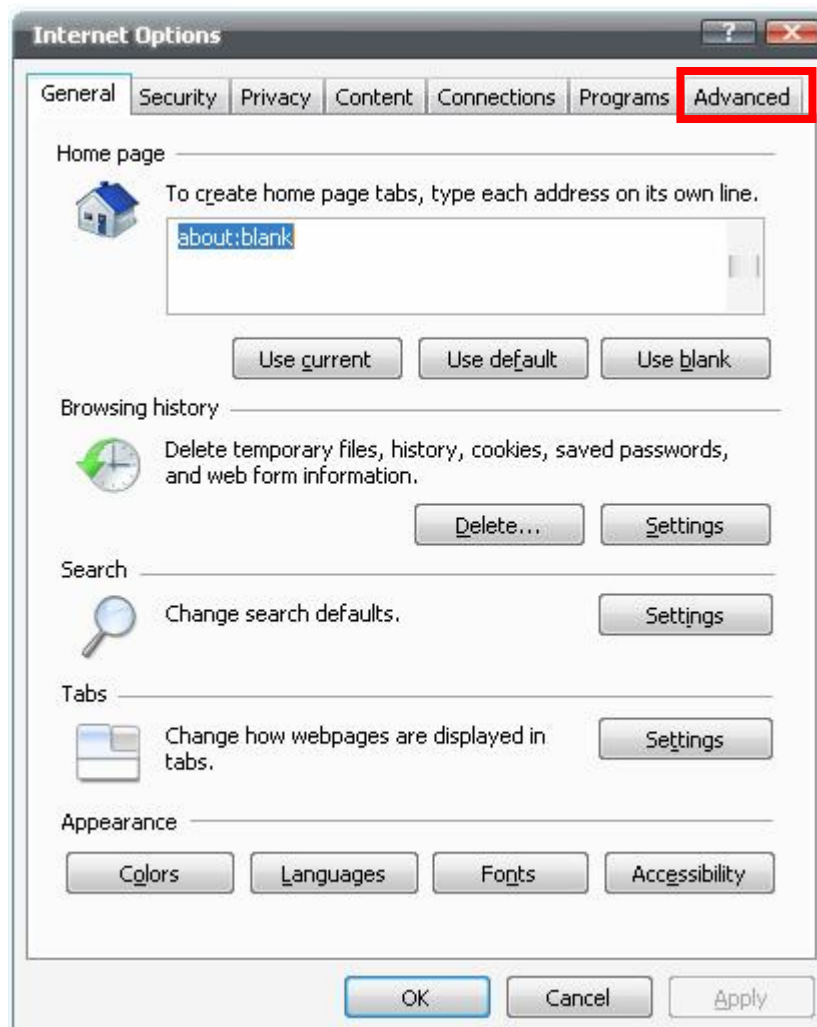 Internet Options
?
General Security Privacy Content Connections Programs Advanced
Home page
To create home page tabs, type each address on its own line.
about:blank
Use current Use default Use blank
Browsing history
Delete temporary files, history, cookies, saved passwords,
and web form information.
Delete... Settings
Search
Change search defaults. Settings
Tabs
Change how webpages are displayed in
tabs.
Settings
Appearance
Colors Languages Fonts Accessibility
OK Cancel Apply